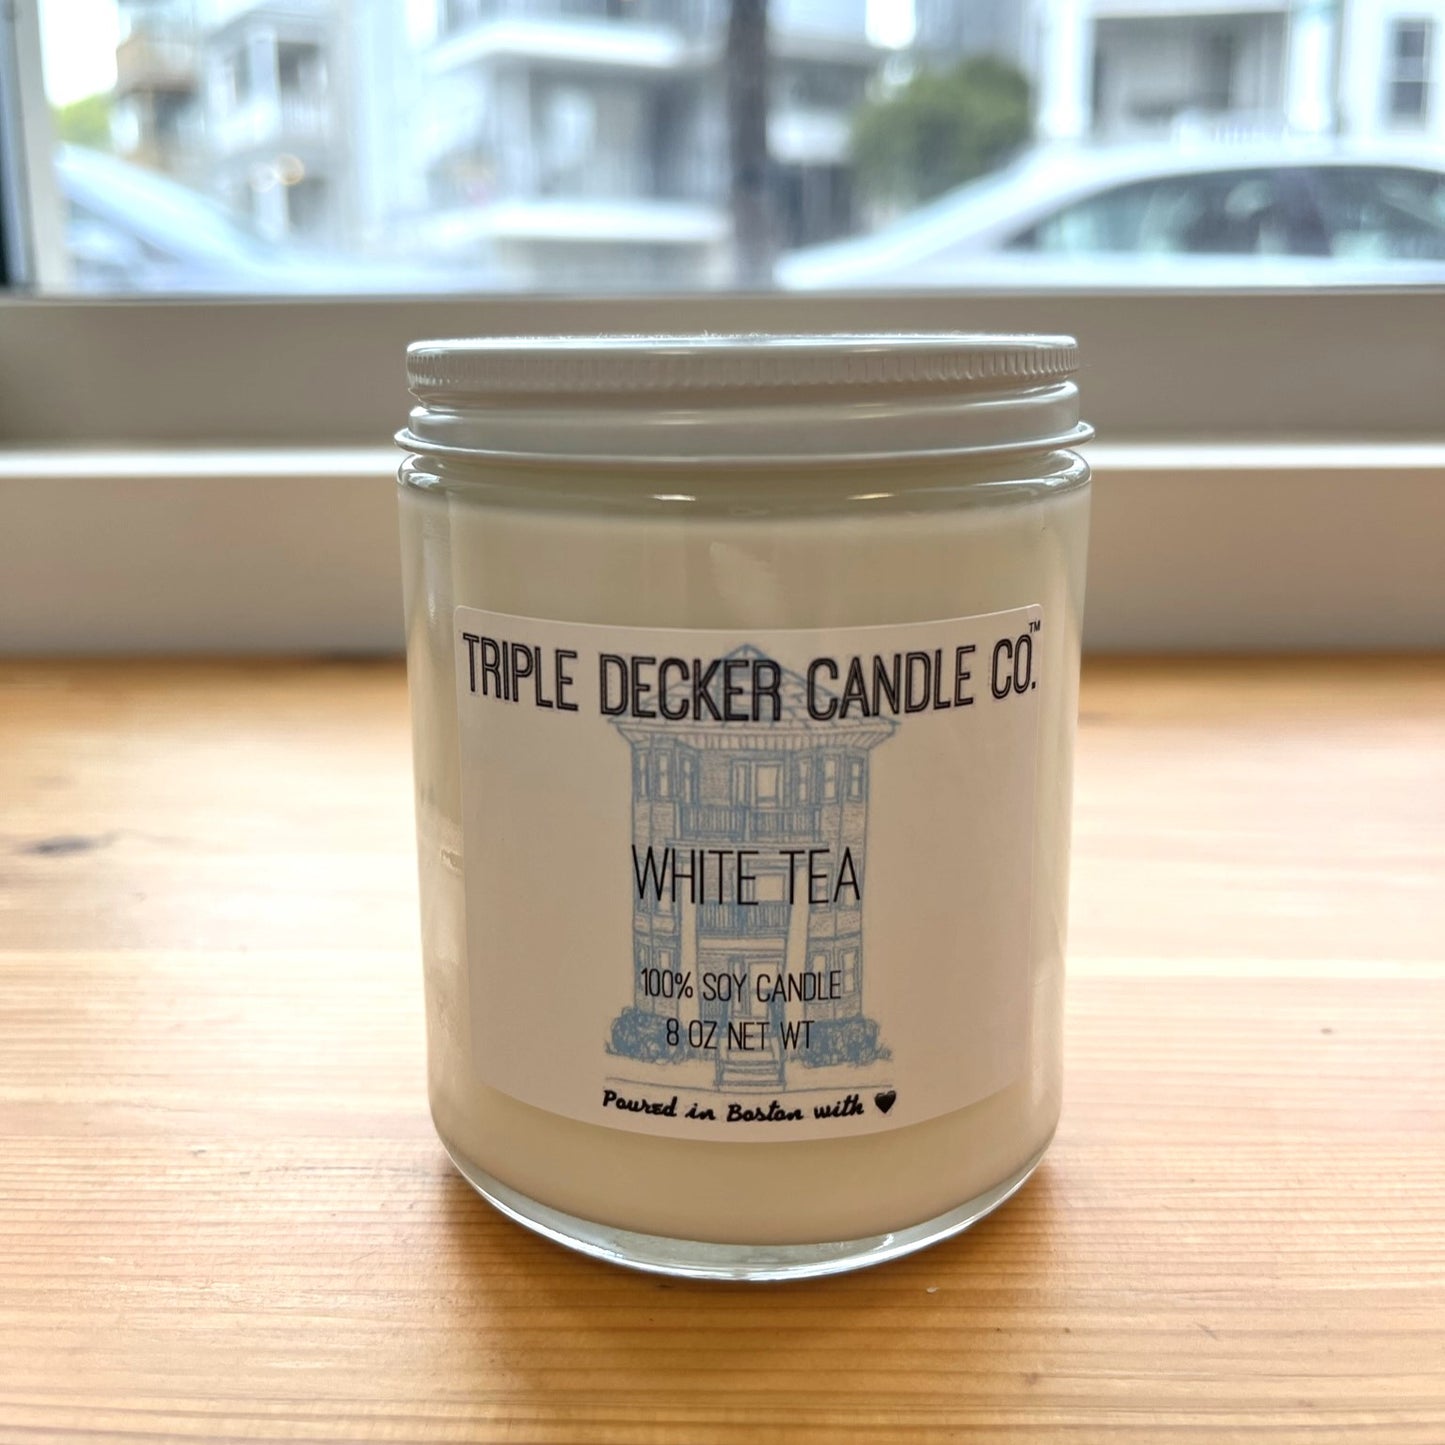 TRIPLE DECKER CANDLE CO.™
WHITE TEA
100% SOY CANDLE
8 OZ NET WT
Poured in Boston with ♥